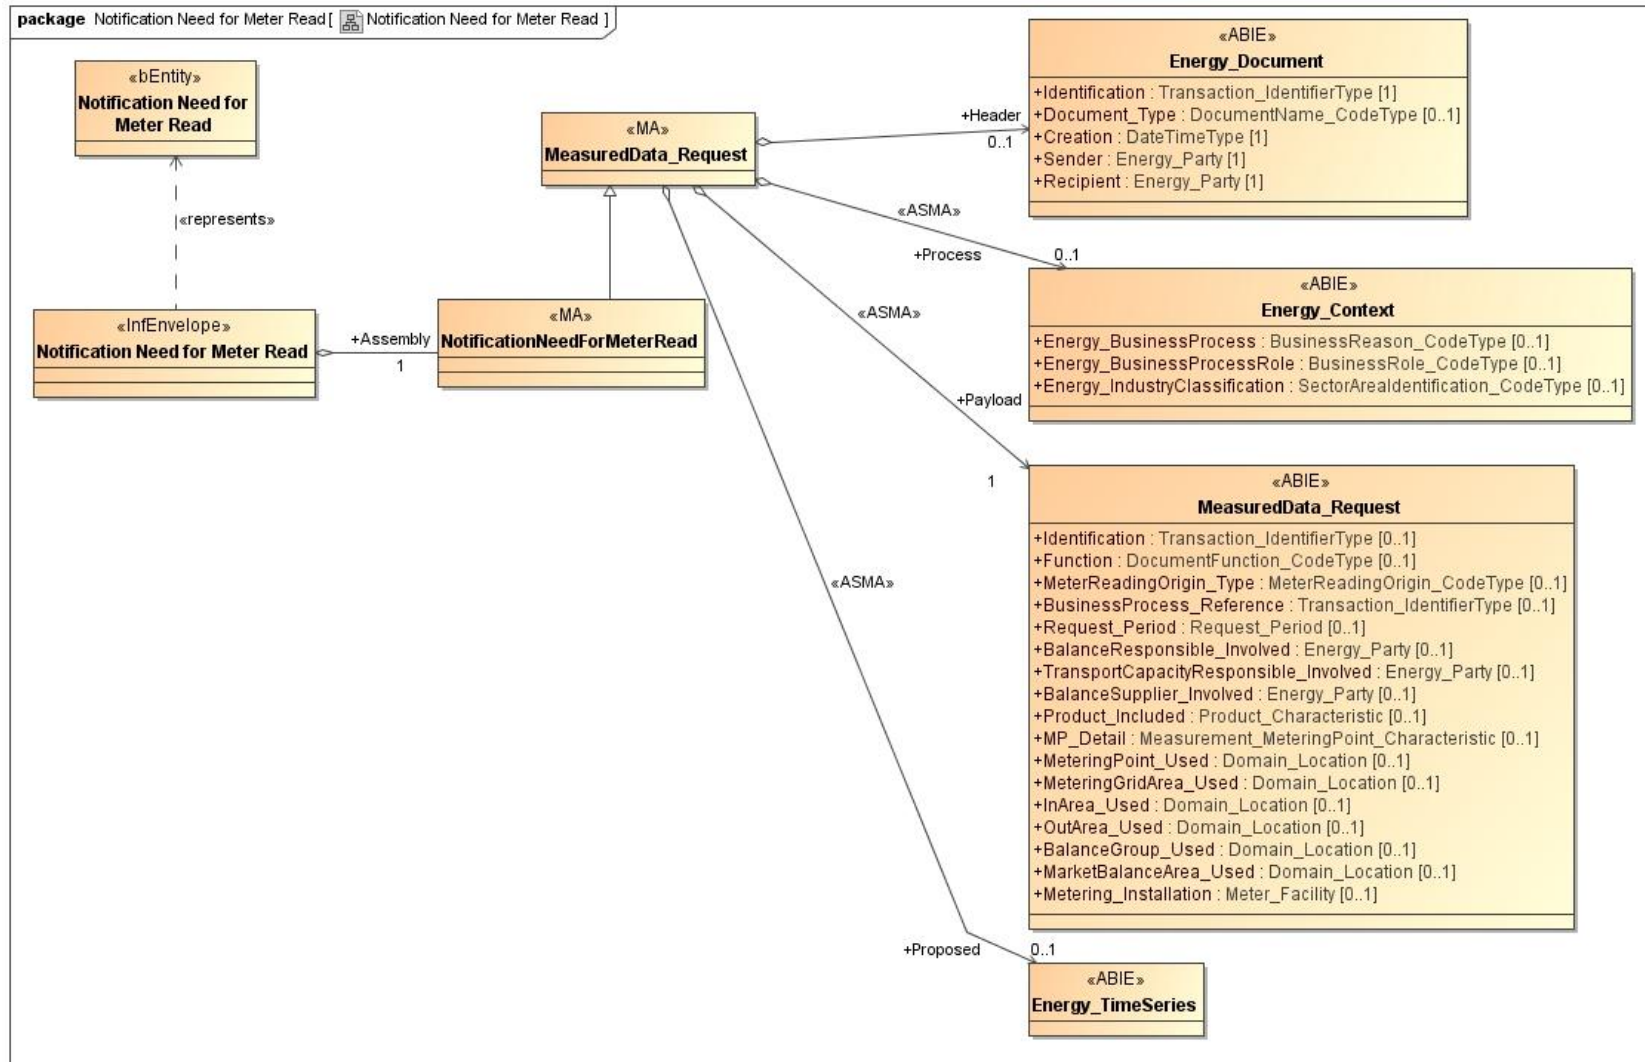 package Notification Need for Meter Read [ Notification Need for Meter Read ]
«bEntity»
Notification Need for
Meter Read
«represents»
«InfEnvelope»
Notification Need for Meter Read
+Assembly
1
«MA»
NotificationNeedForMeterRead
«MA»
MeasuredData_Request
+Header
0..1
«ASMA»
+Process
0..1
«ASMA»
+Payload
1
«ASMA»
+Proposed
0..1
«ABIE»
Energy_Document
+Identification : Transaction_IdentifierType [1]
+Document_Type : DocumentName_CodeType [0..1]
+Creation : DateTimeType [1]
+Sender : Energy_Party [1]
+Recipient : Energy_Party [1]
«ABIE»
Energy_Context
+Energy_BusinessProcess : BusinessReason_CodeType [0..1]
+Energy_BusinessProcessRole : BusinessRole_CodeType [0..1]
+Energy_IndustryClassification : SectorAreaIdentification_CodeType [0..1]
«ABIE»
MeasuredData_Request
+Identification : Transaction_IdentifierType [0..1]
+Function : DocumentFunction_CodeType [0..1]
+MeterReadingOrigin_Type : MeterReadingOrigin_CodeType [0..1]
+BusinessProcess_Reference : Transaction_IdentifierType [0..1]
+Request_Period : Request_Period [0..1]
+BalanceResponsible_Involved : Energy_Party [0..1]
+TransportCapacityResponsible_Involved : Energy_Party [0..1]
+BalanceSupplier_Involved : Energy_Party [0..1]
+Product_Included : Product_Characteristic [0..1]
+MP_Detail : Measurement_MeteringPoint_Characteristic [0..1]
+MeteringPoint_Used : Domain_Location [0..1]
+MeteringGridArea_Used : Domain_Location [0..1]
+InArea_Used : Domain_Location [0..1]
+OutArea_Used : Domain_Location [0..1]
+BalanceGroup_Used : Domain_Location [0..1]
+MarketBalanceArea_Used : Domain_Location [0..1]
+Metering_Installation : Meter_Facility [0..1]
«ABIE»
Energy_TimeSeries